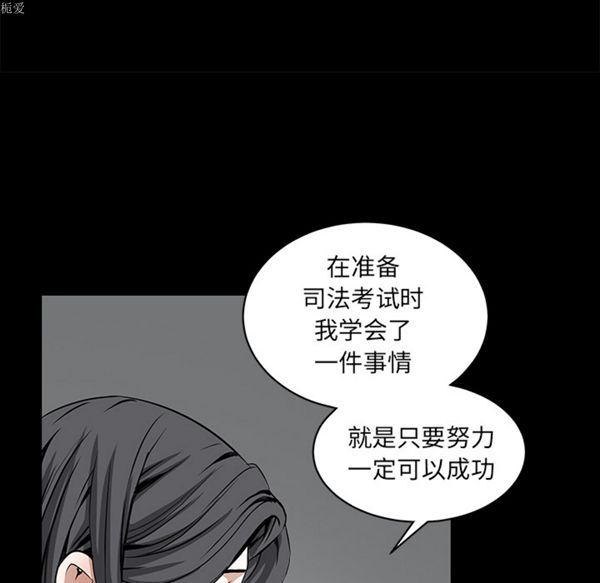 栀爱
在准备
司法考试时
我学会了
一件事情
就是只要努力
一定可以成功